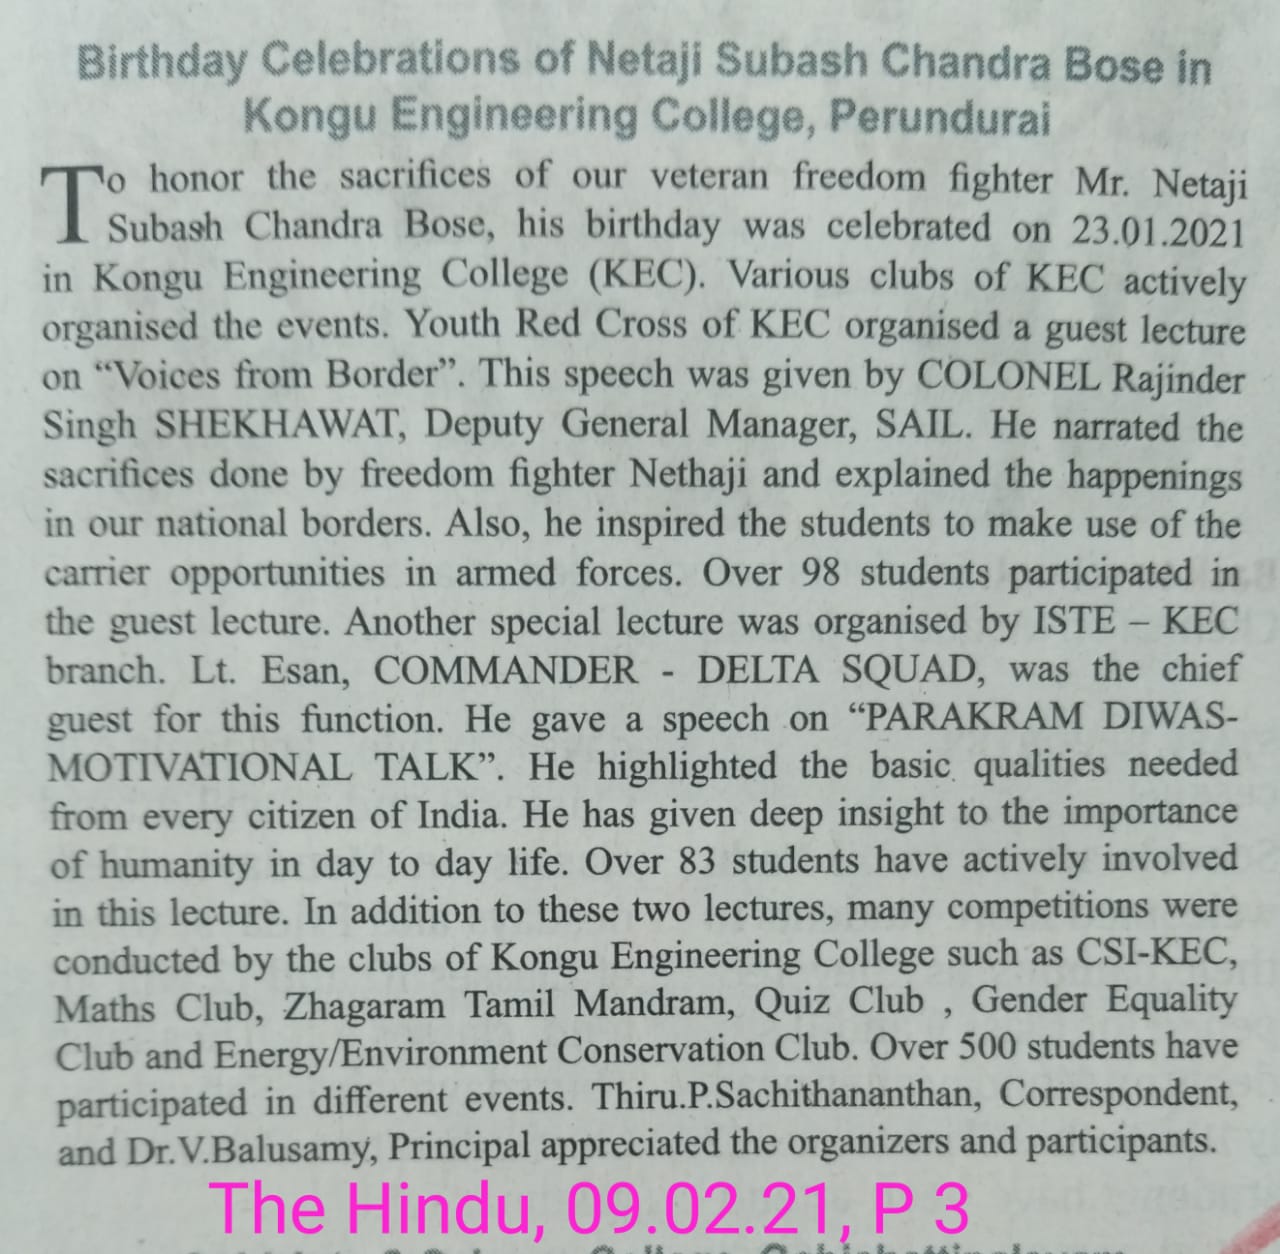 Birthday Celebrations of Netaji Subash Chandra Bose in
Kongu Engineering College, Perundurai
To honor the sacrifices of our veteran freedom fighter Mr. Netaji
Subash Chandra Bose, his birthday was celebrated on 23.01.2021
in Kongu Engineering College (KEC). Various clubs of KEC actively
organised the events. Youth Red Cross of KEC organised a guest lecture
on “Voices from Border”. This speech was given by COLONEL Rajinder
Singh SHEKHAWAT, Deputy General Manager, SAIL. He narrated the
sacrifices done by freedom fighter Nethaji and explained the happenings
in our national borders. Also, he inspired the students to make use of the
carrier opportunities in armed forces. Over 98 students participated in
the guest lecture. Another special lecture was organised by ISTE – KEC
branch. Lt. Esan, COMMANDER - DELTA SQUAD, was the chief
guest for this function. He gave a speech on “PARAKRAM DIWAS-
MOTIVATIONAL TALK”. He highlighted the basic qualities needed
from every citizen of India. He has given deep insight to the importance
of humanity in day to day life. Over 83 students have actively involved
in this lecture. In addition to these two lectures, many competitions were
conducted by the clubs of Kongu Engineering College such as CSI-KEC,
Maths Club, Zhagaram Tamil Mandram, Quiz Club , Gender Equality
Club and Energy/Environment Conservation Club. Over 500 students have
participated in different events. Thiru.P.Sachithananthan, Correspondent,
and Dr.V.Balusamy, Principal appreciated the organizers and participants.
The Hindu, 09.02.21, P 3